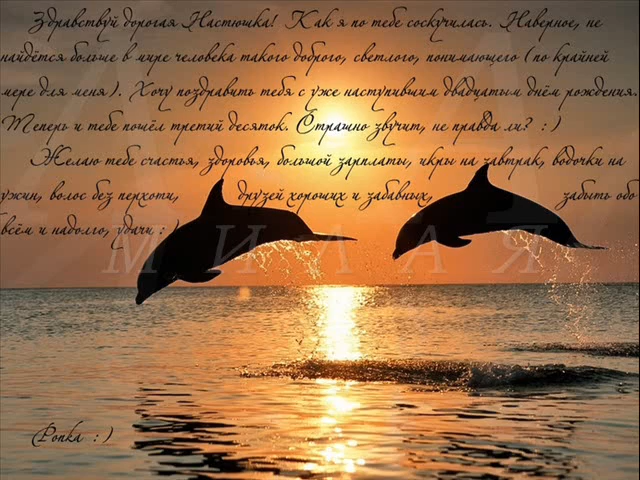 Здравствуй дорогая Настюшка! Как я по тебе соскучилась. Наверное, не
найдётся больше в мире человека такого доброго, светлого, понимающего (по крайней
мере для меня). Хочу поздравить тебя с уже наступившим двадцатым днём рождения.
Теперь и тебе пошёл третий десяток. Страшно звучит, не правда ли? :)
Желаю тебе счастья, здоровья, большой зарплаты, икры на завтрак, водочки на
ужин, волос без перхоти, друзей хороших и забавных, забыть обо
всём и надолго, удачи :)
МИЛАЯ
(Ропка :)